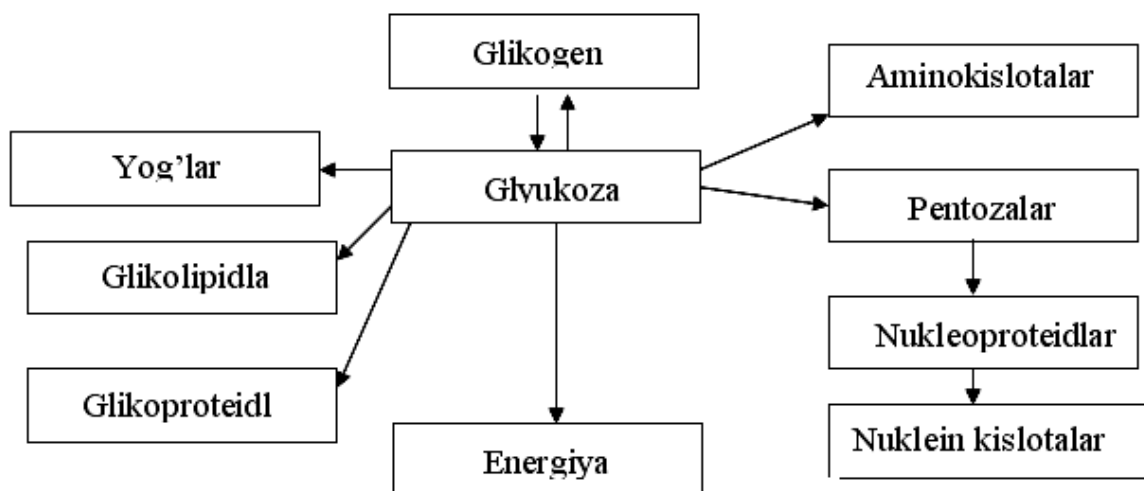 Glikogen
Aminokislotalar
Yog’lar
Glyukoza
Pentozalar
Glikolipidla
Nukleoproteidlar
Glikoproteidl
Nuklein kislotalar
Energiya